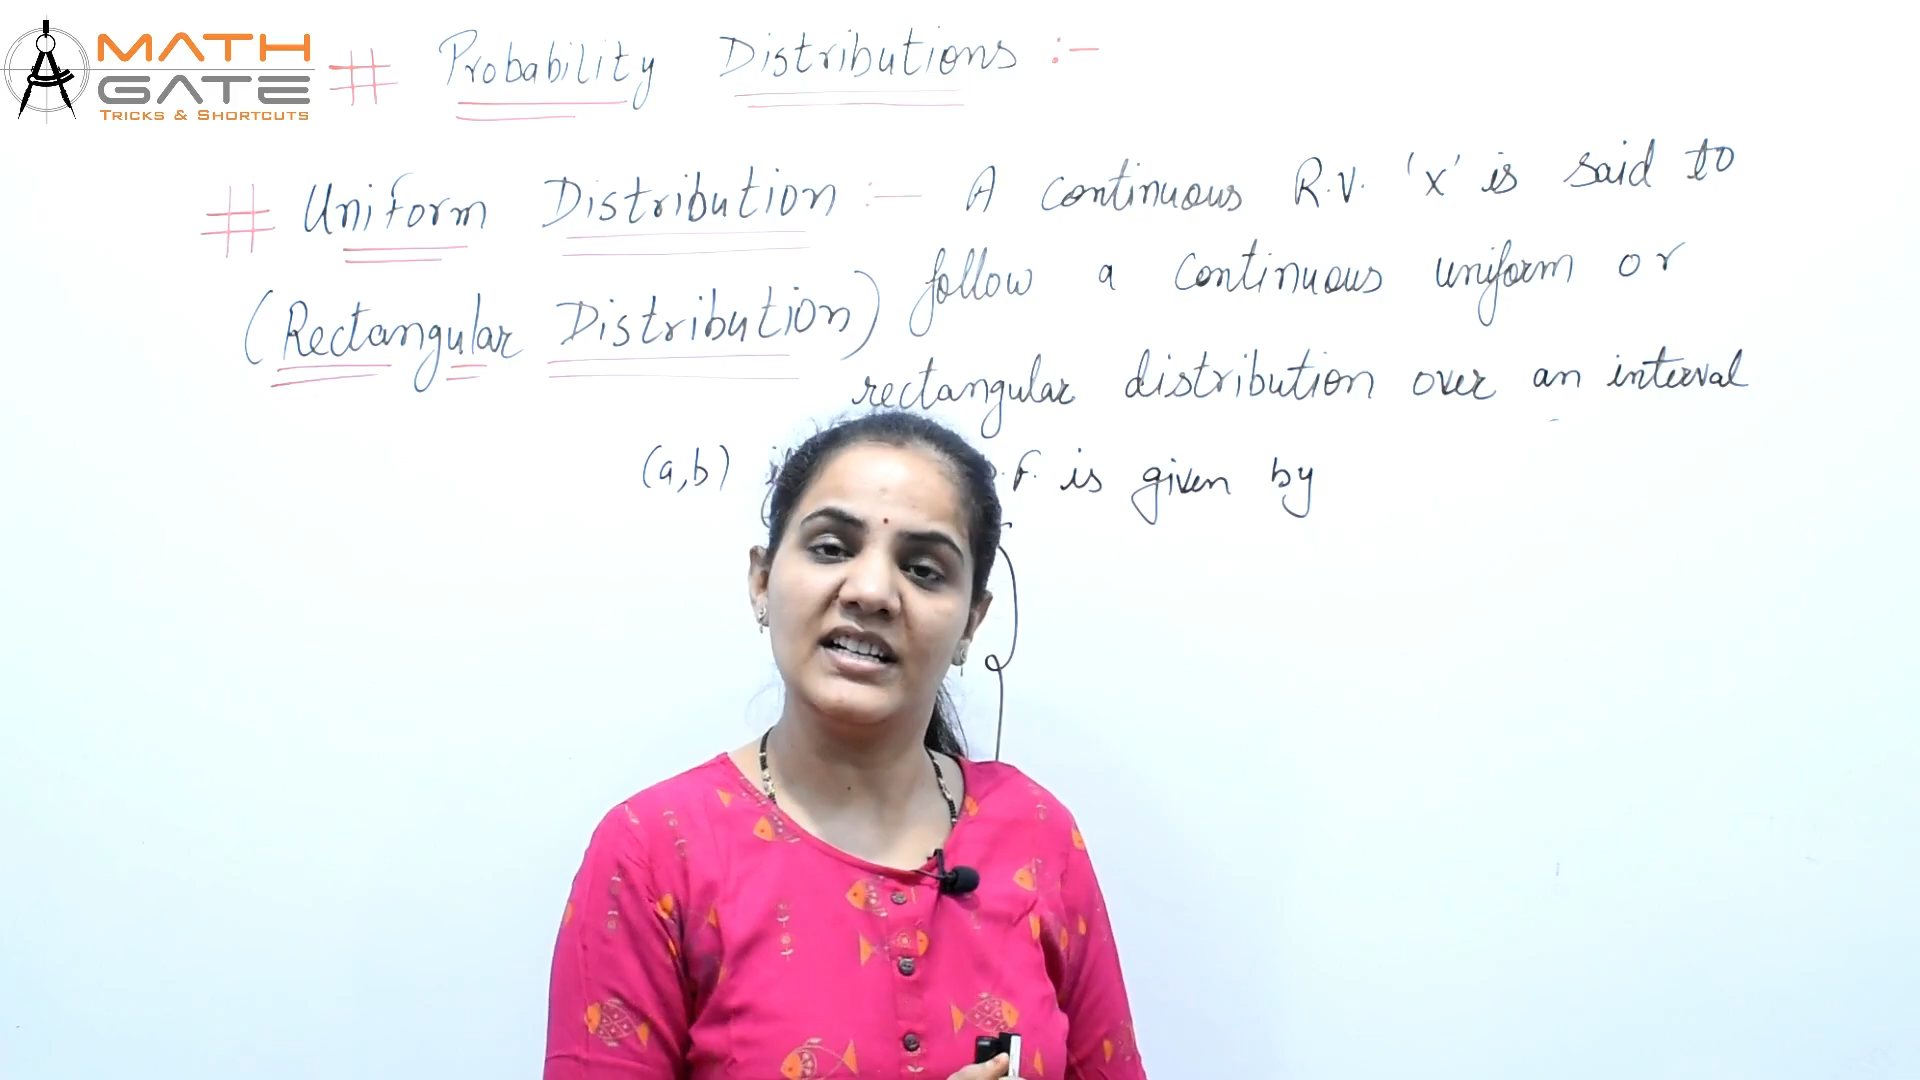 MATH
GATE
TRICKS & SHORTCUTS
# Probability Distributions :-
# Uniform Distribution :- A continuous R.V. 'x' is said to
(Rectangular Distribution) follow a continuous uniform or
rectangular distribution over an interval
(a,b) .F. is given by